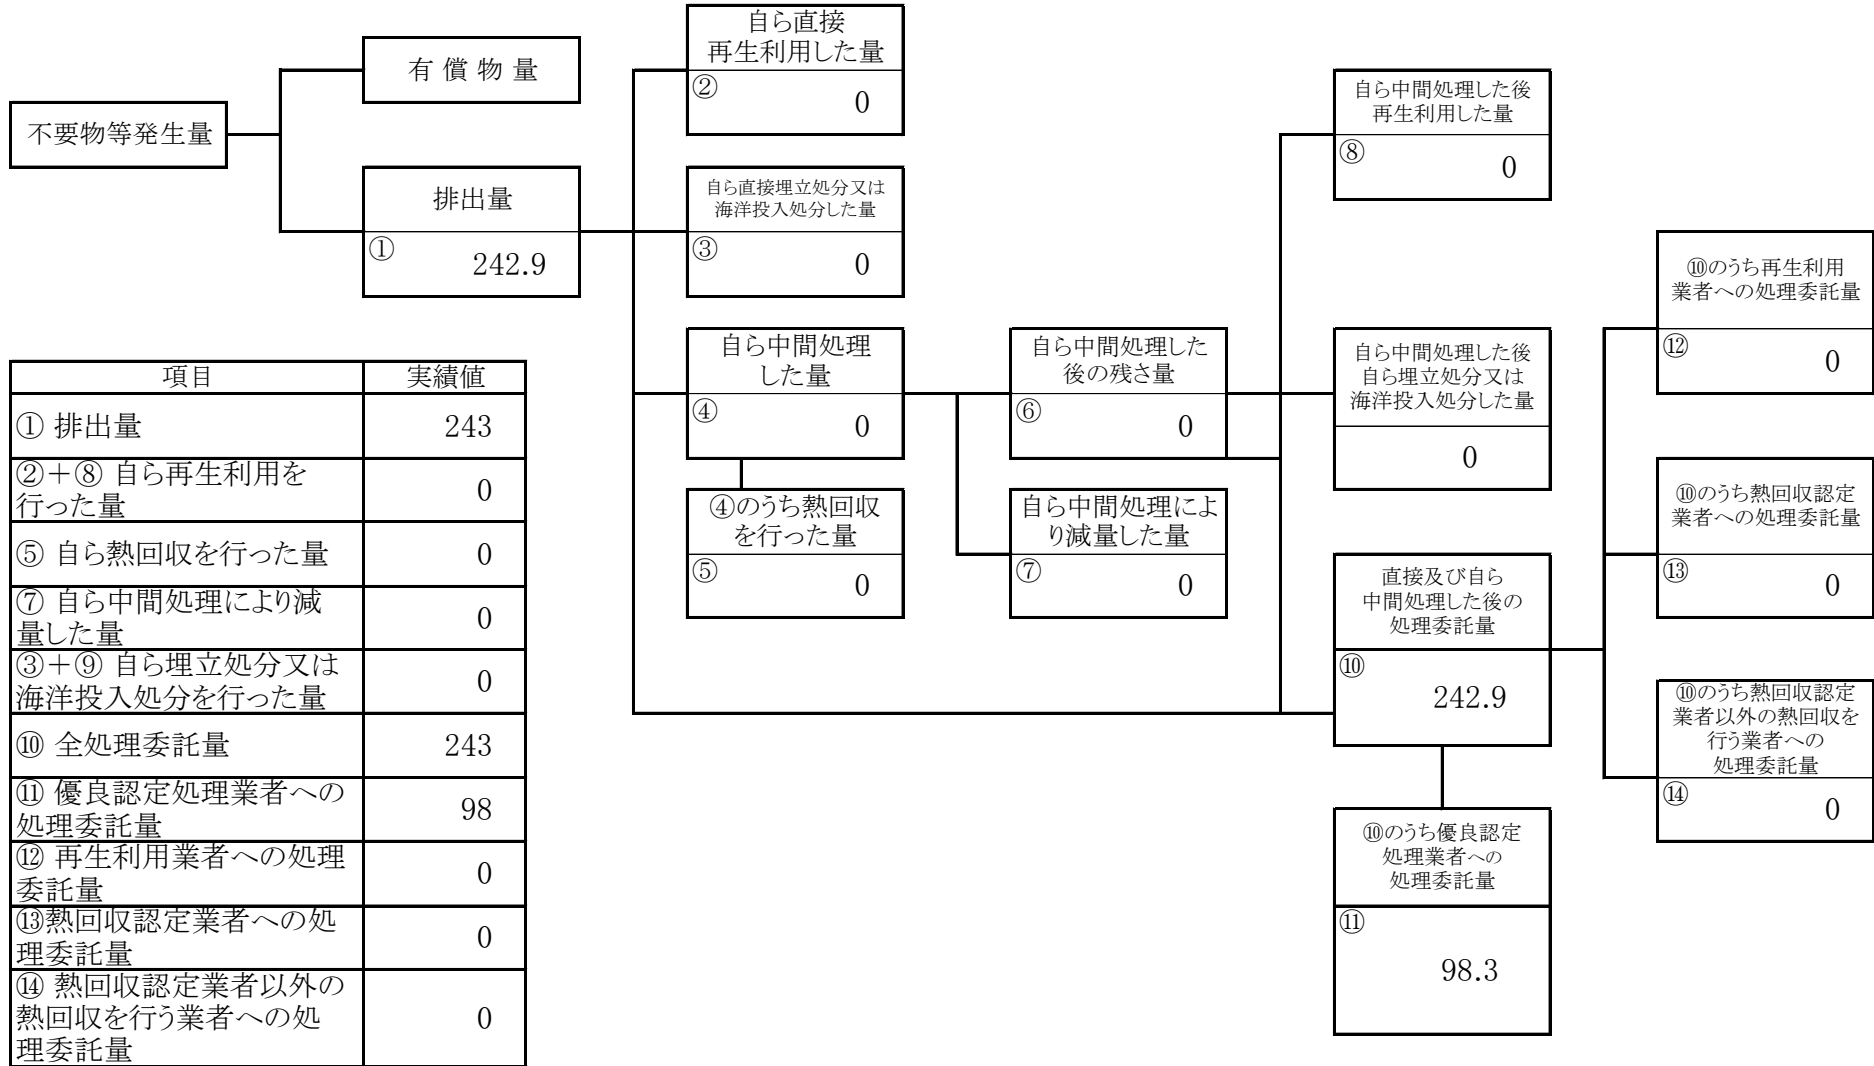 不要物等発生量
有償物量
排出量
①
242.9
自ら直接
再生利用した量
②
0
自ら直接埋立処分又は
海洋投入処分した量
③
0
自ら中間処理
した量
④
0
④のうち熱回収
を行った量
⑤
0
自ら中間処理した
後の残さ量
⑥
0
自ら中間処理によ
り減量した量
⑦
0
自ら中間処理した後
再生利用した量
⑧
0
自ら中間処理した後
自ら埋立処分又は
海洋投入処分した量
0
直接及び自ら
中間処理した後の
処理委託量
⑩
242.9
⑩のうち優良認定
処理業者への
処理委託量
⑪
98.3
⑩のうち再生利用
業者への処理委託量
⑫
0
⑩のうち熱回収認定
業者への処理委託量
⑬
0
⑩のうち熱回収認定
業者以外の熱回収を
行う業者への
処理委託量
⑭
0
項目 実績値
① 排出量 243
②＋⑧ 自ら再生利用を
行った量 0
⑤ 自ら熱回収を行った量 0
⑦ 自ら中間処理により減
量した量 0
③＋⑨ 自ら埋立処分又は
海洋投入処分を行った量 0
⑩ 全処理委託量 243
⑪ 優良認定処理業者への
処理委託量 98
⑫ 再生利用業者への処理
委託量 0
⑬熱回収認定業者への処
理委託量 0
⑭ 熱回収認定業者以外の
熱回収を行う業者への処
理委託量 0